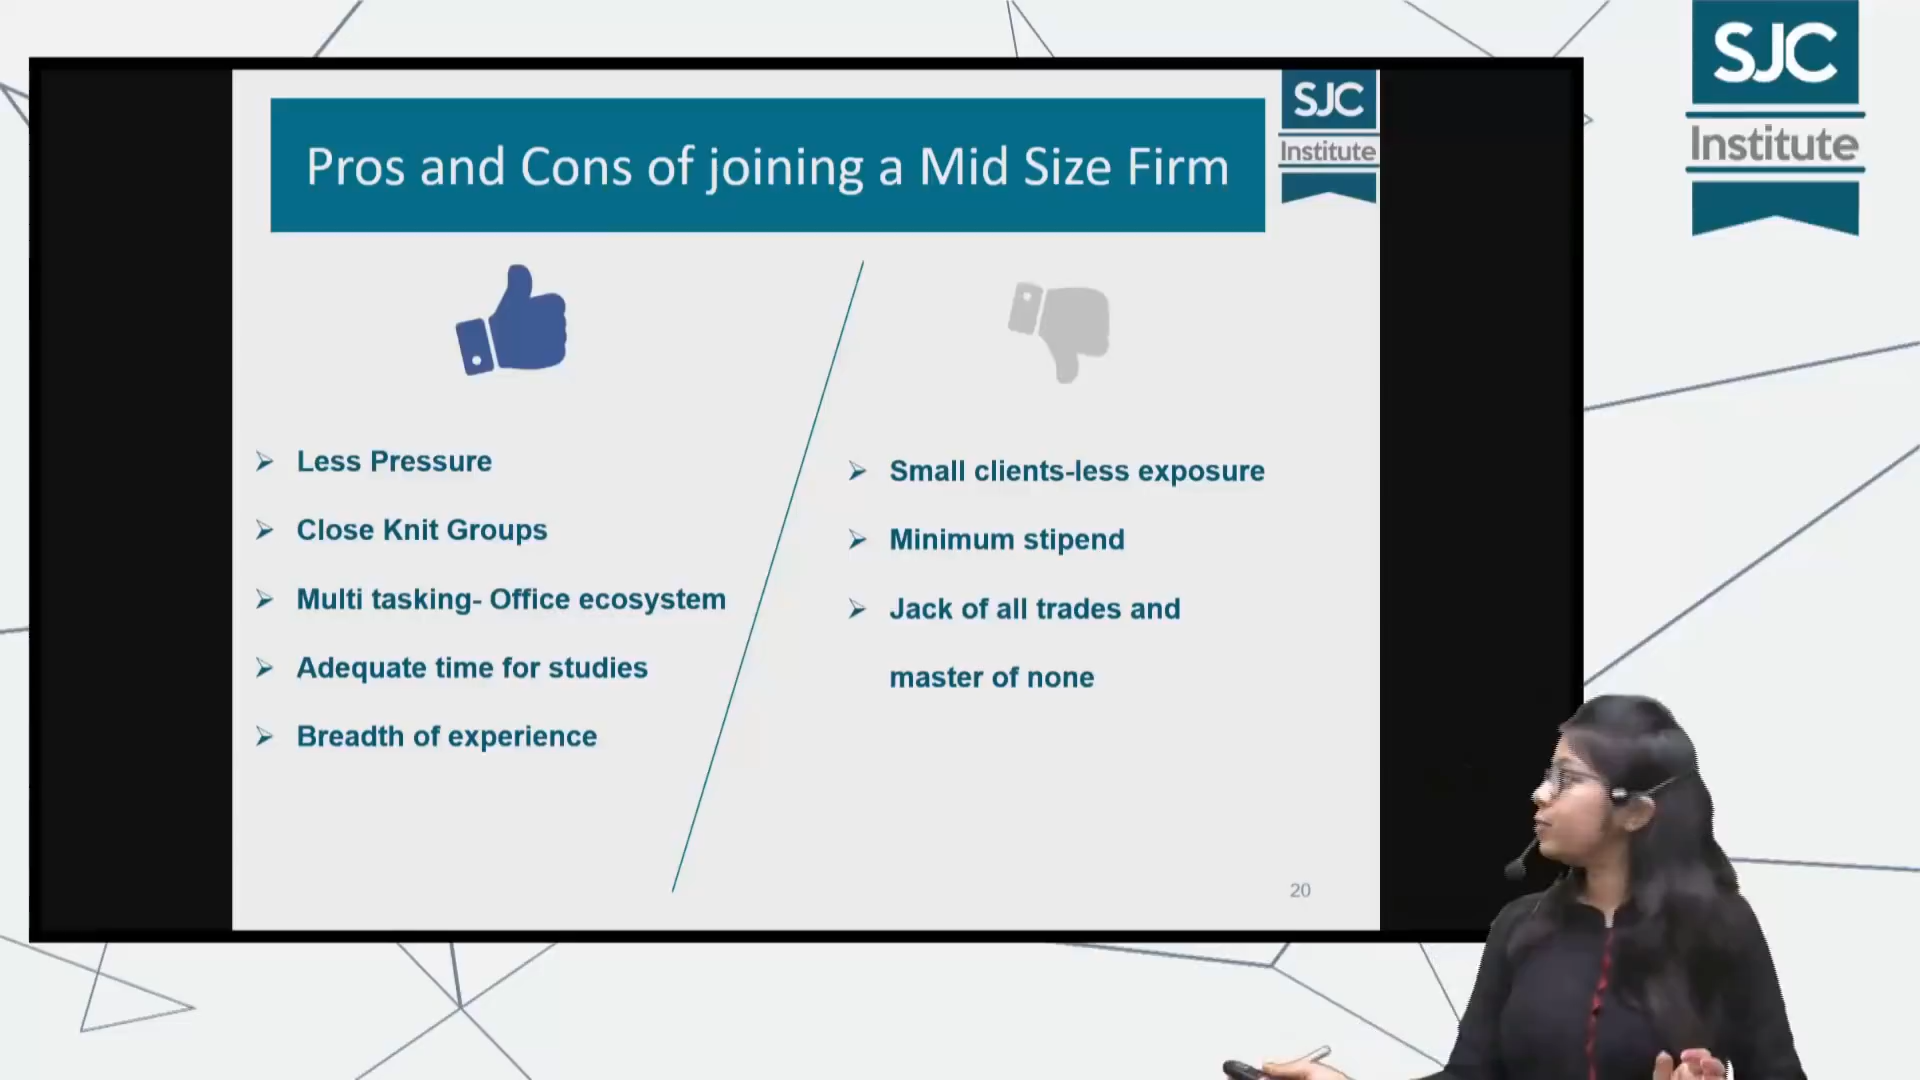 SJC
Institute
SJC
Institute
Pros and Cons of joining a Mid Size Firm
Less Pressure
Close Knit Groups
Multi tasking- Office ecosystem
Adequate time for studies
Breadth of experience
Small clients-less exposure
Minimum stipend
Jack of all trades and
master of none
20